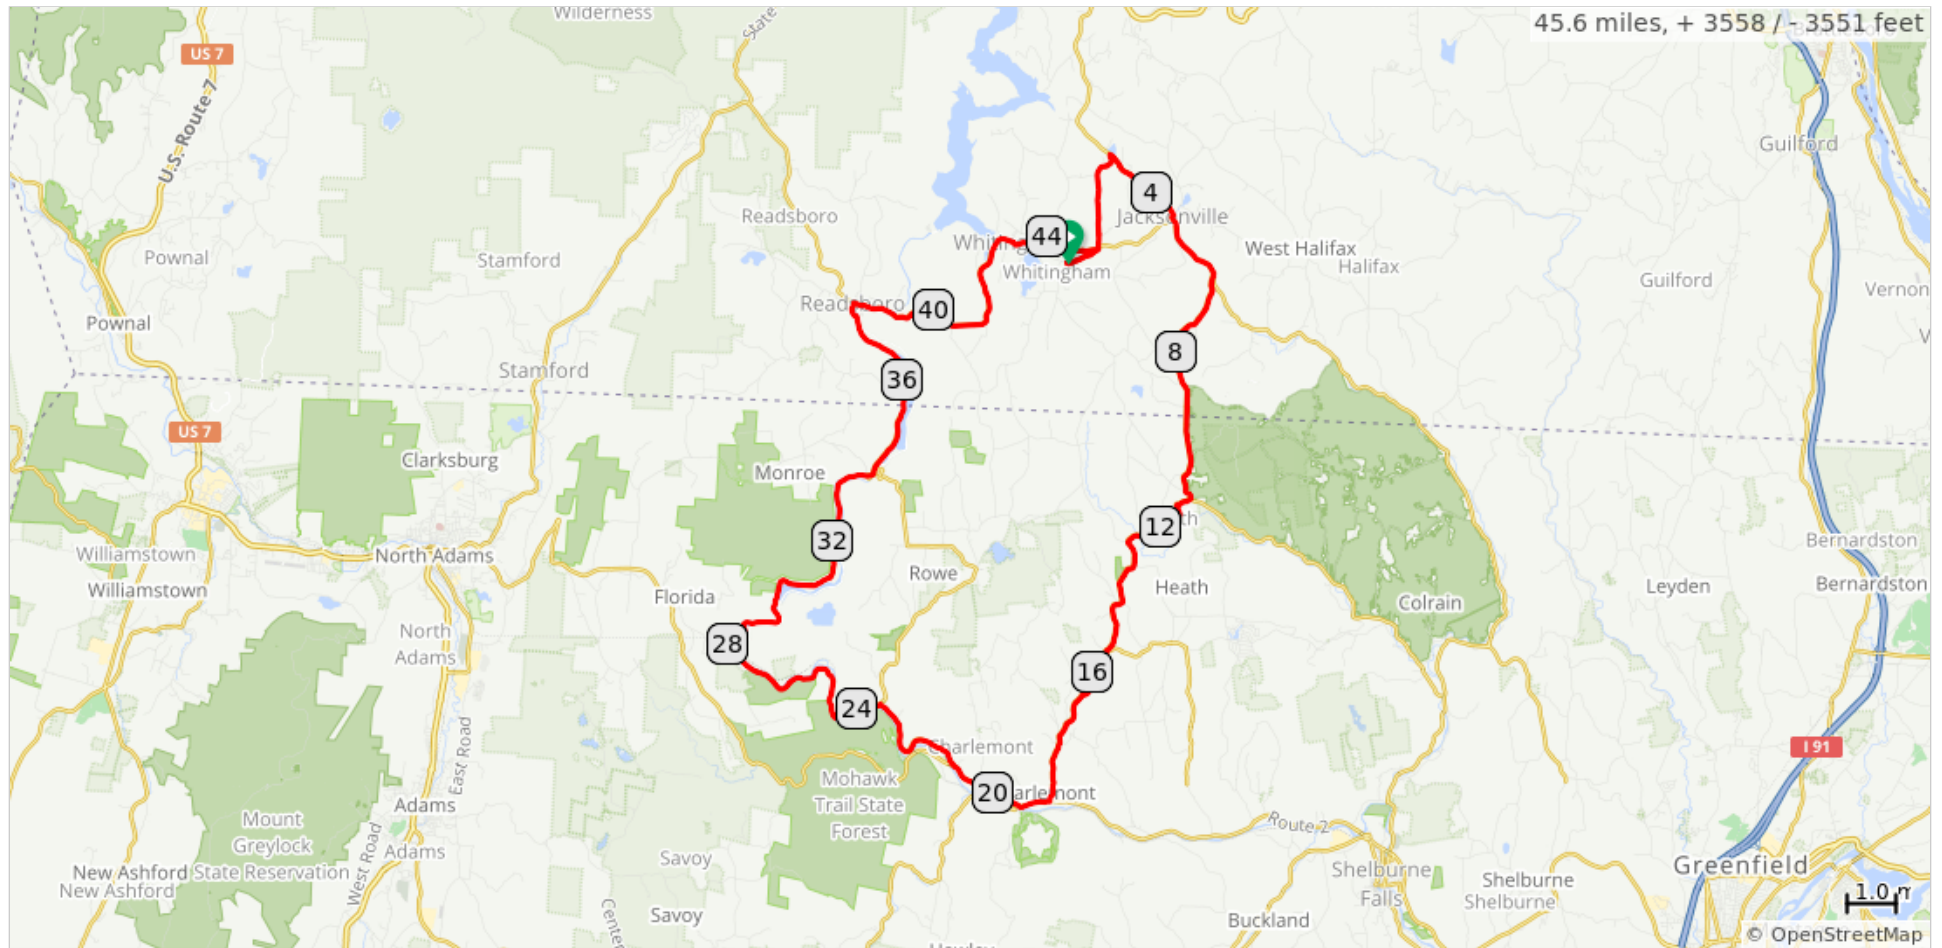 Wilderness
State
45.6 miles, + 3558 / - 3551 feet
US 7
U.S. Route 7
Guilford
4
Readsboro
Jacksonville
44
West Halifax
Pownal
Stamford
Whitingham
Halifax
Guilford
Vernon
Readsboro
40
Pownal
8
Stamford
36
US 7
Clarksburg
Monroe
12
32
Williamstown
North Adams
Bernardston
Williamstown
Florida
Rowe
Heath
Leyden
Bernardston
Colrain
North
Adams
28
16
24
Charlemont
I 91
East Road
Mohawk
Trail State
Forest
20
Charlemont
Adams
Mount
Greylock
State Reservation
Route 2
West Road
Adams
Savoy
New Ashford
New Ashford
Shelburne
Falls
Shelburne
Shelburne
Greenfield
1.0 m
Savoy
Buckland
© OpenStreetMap